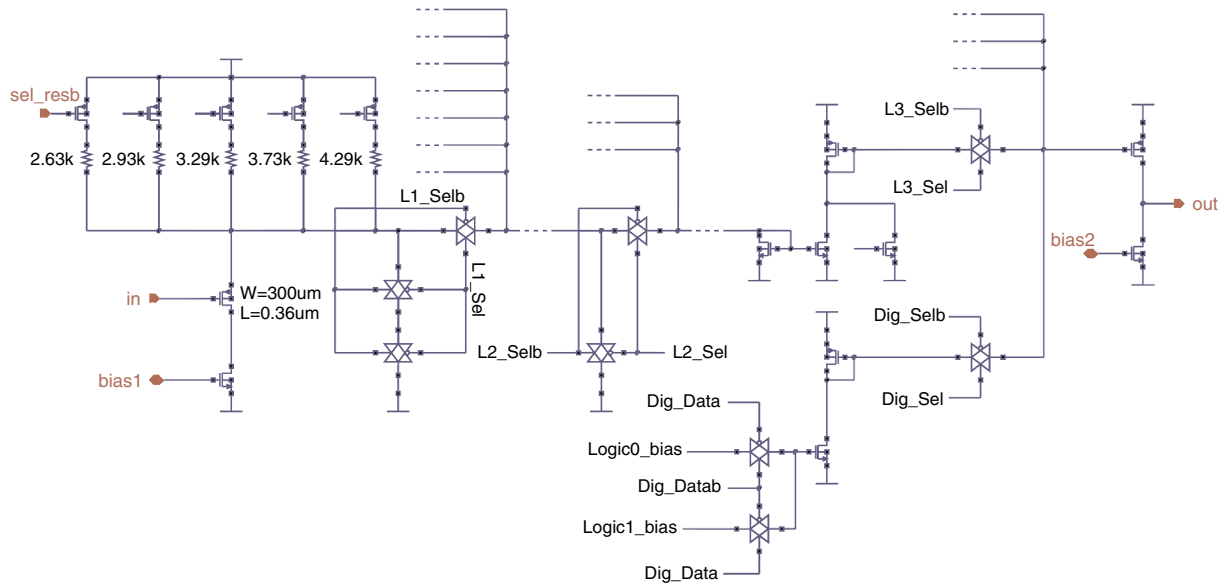 sel_resb
2.63k
2.93k
3.29k
3.73k
4.29k
L1_Selb
L1_Sel
in
W=300um
L=0.36um
bias1
L2_Selb
L2_Sel
L3_Selb
L3_Sel
out
bias2
Dig_Selb
Dig_Sel
Dig_Data
Logic0_bias
Dig_Datab
Logic1_bias
Dig_Data